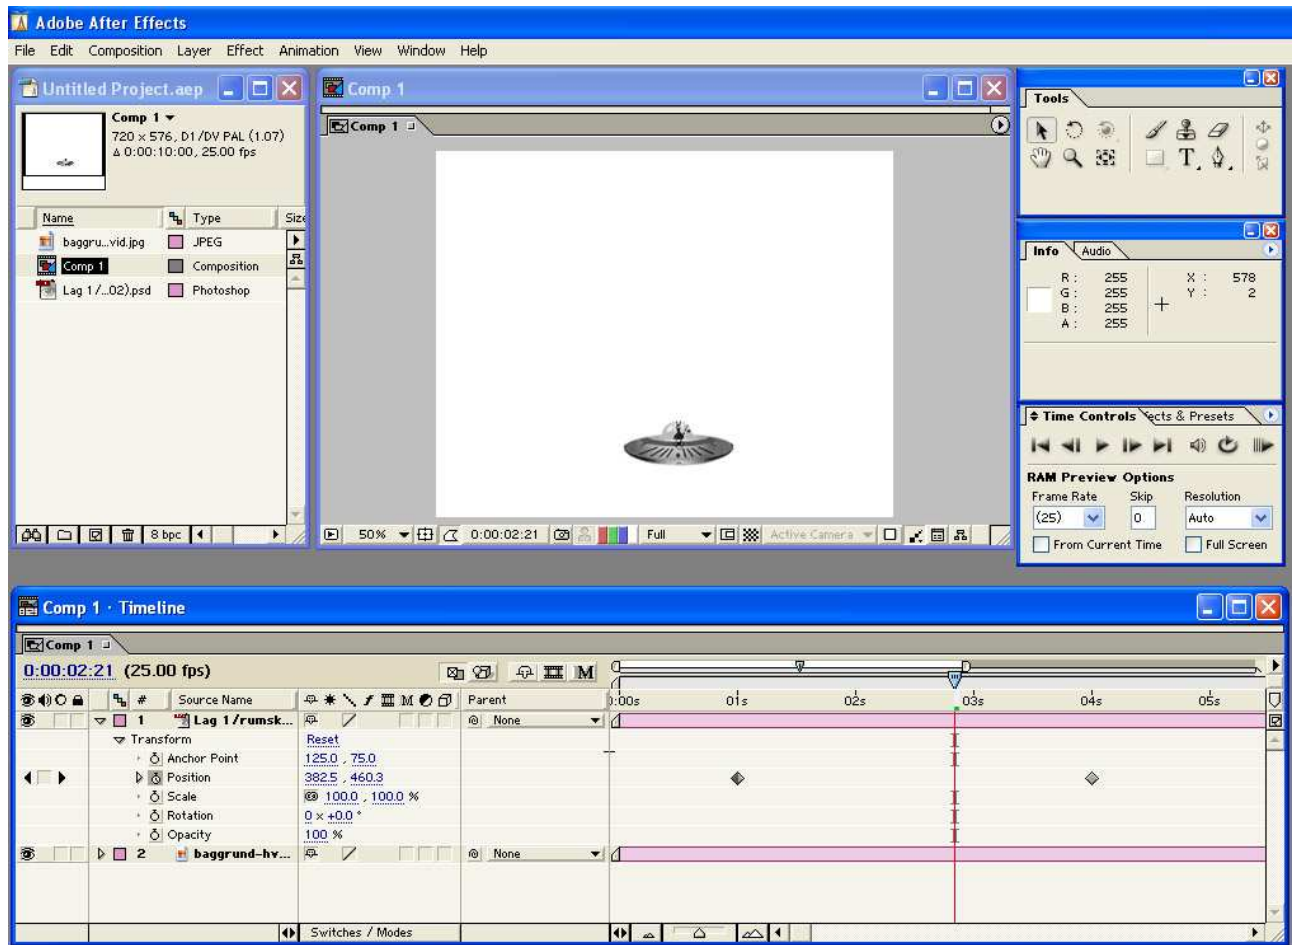 Adobe After Effects
File Edit Composition Layer Effect Animation View Window Help
Untitled Project.aep
Comp 1
720 x 576, D1/DV PAL (1.07)
Δ 0:00:10:00, 25.00 fps
Name Type Size
baggru...vid.jpg JPEG
Comp 1 Composition
Lag 1/...02).psd Photoshop
8 bpc
Comp 1
Comp 1
50% 0:00:02:21 Full Active Camera
Tools
T
Info Audio
R: 255 X: 578
G: 255 Y: 2
B: 255
A: 255
Time Controls ects & Presets
RAM Preview Options
Frame Rate Skip Resolution
(25) 0 Auto
From Current Time Full Screen
Comp 1 · Timeline
Comp 1
0:00:02:21 (25.00 fps) M
# Source Name M Parent 0:00s 01s 02s 03s 04s 05s
1 Lag 1/rumsk... None
Transform Reset
Anchor Point 125.0, 75.0
Position 382.5, 460.3
Scale 100.0, 100.0 %
Rotation 0 x +0.0 °
Opacity 100 %
2 baggrund-hv... None
Switches / Modes